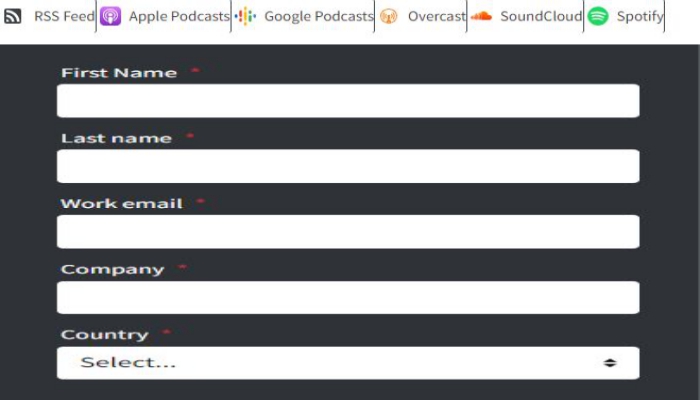 RSS Feed Apple Podcasts Google Podcasts Overcast SoundCloud Spotify
First Name *
Last name *
Work email *
Company *
Country *
Select...